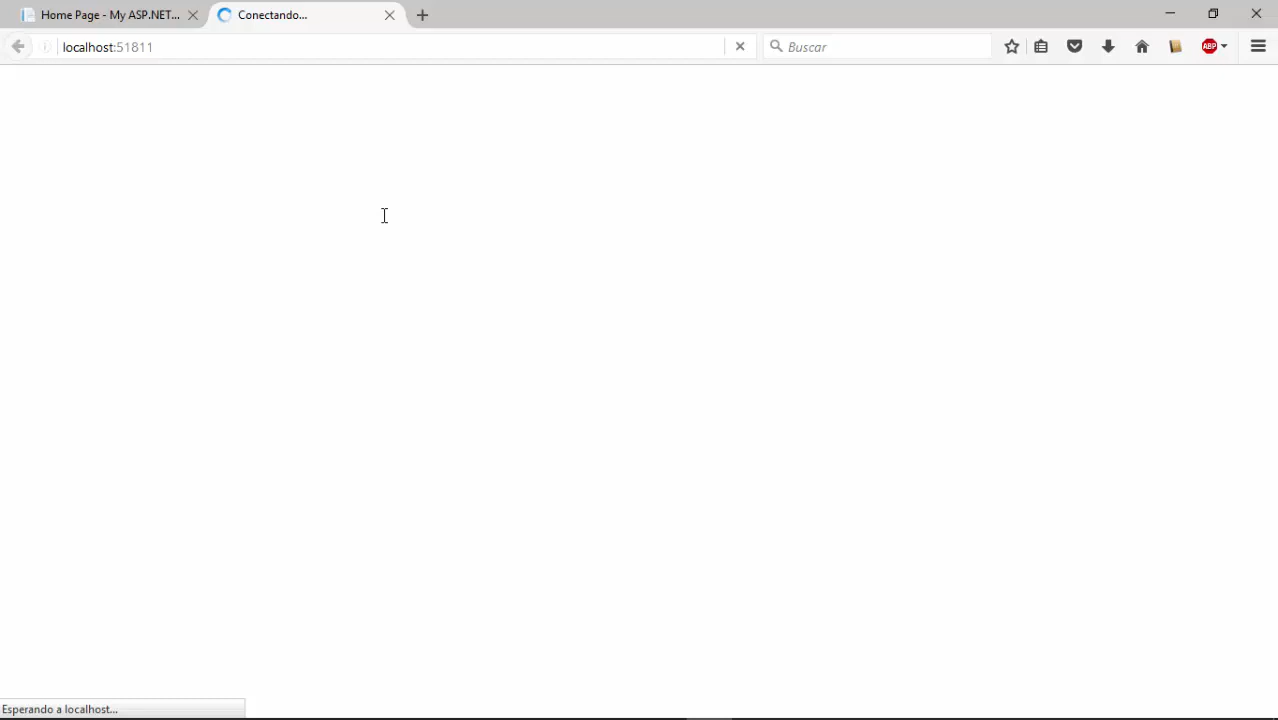 Home Page - My ASP.NET...
Conectando...
localhost:51811
Buscar
ABP
Esperando a localhost...